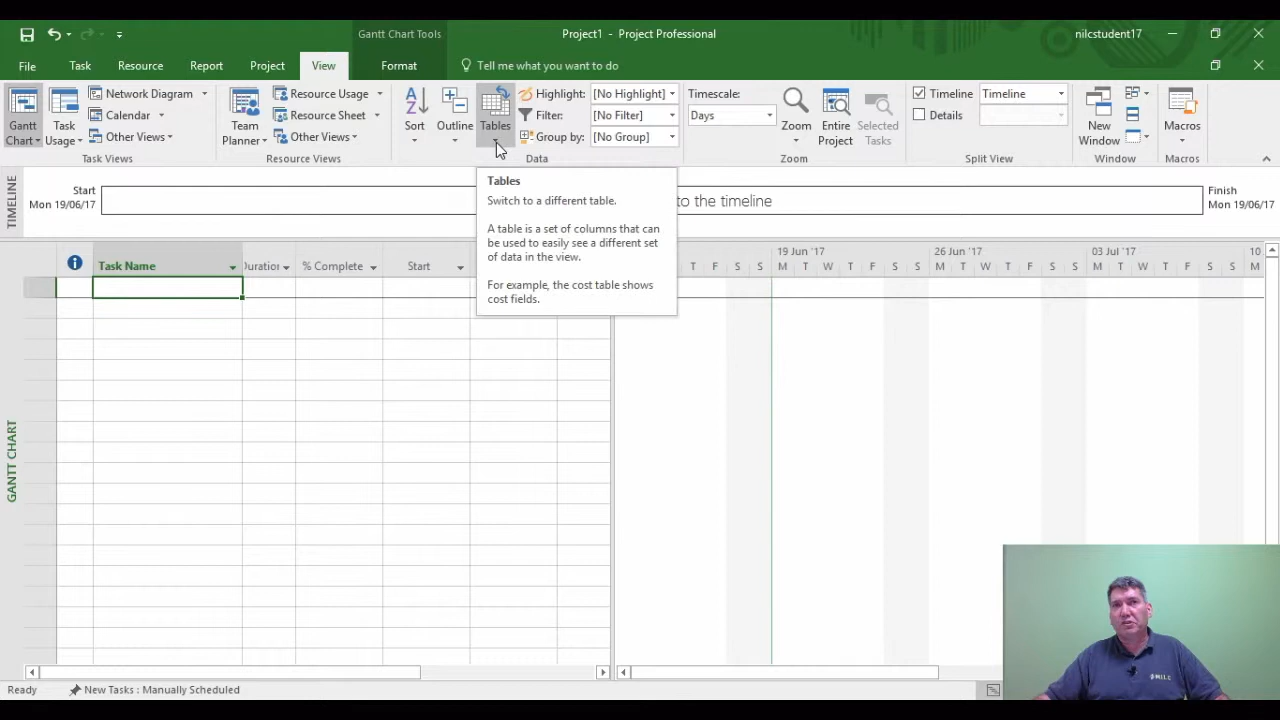 Gantt Chart Tools
Project1 - Project Professional
nilcstudent17
File
Task
Resource
Report
Project
View
Format
Tell me what you want to do
Gantt
Chart
Task
Usage
Network Diagram
Calendar
Other Views
Task Views
Team
Planner
Resource Usage
Resource Sheet
Other Views
Resource Views
Sort
Outline
Tables
Highlight: [No Highlight]
Filter: [No Filter]
Group by: [No Group]
Data
Timescale:
Days
Zoom
Entire
Project
Selected
Tasks
Zoom
Timeline
Timeline
Details
Split View
New
Window
Window
Macros
Macros
TIMELINE
Start
Mon 19/06/17
to the timeline
Finish
Mon 19/06/17
Tables
Switch to a different table.
A table is a set of columns that can
be used to easily see a different set
of data in the view.
For example, the cost table shows
cost fields.
Task Name
Duration
% Complete
Start
19 Jun '17
26 Jun '17
03 Jul '17
10
T F S S M T W T F S S M T W T F S S M T W T F S S M
GANTT CHART
NILC
Ready
New Tasks : Manually Scheduled